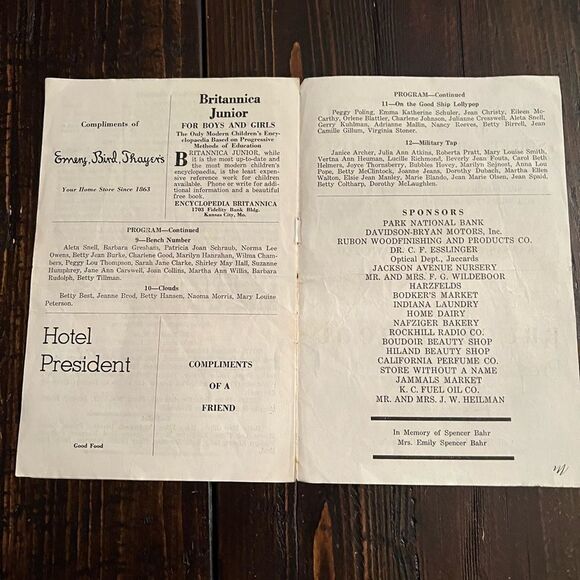 Compliments of
Emery, Bird, Thayer's
Your Home Store Since 1863
Britannica
Junior
FOR BOYS AND GIRLS
The Only Modern Children's Ency-
clopaedia Based on Progressive
Methods of Education
BRITANNICA JUNIOR, while
it is the most up-to-date and
the most modern children's
encyclopaedia, is the least expen-
sive reference work for children
available. Phone or write for addi-
tional information and a beautiful
free book.
ENCYCLOPEDIA BRITANNICA
1703 Fidelity Bank Bldg.
Kansas City, Mo.
PROGRAM—Continued
9—Bench Number
Aleta Snell, Barbara Gresham, Patricia Joan Schraub, Norma Lee
Owens, Betty Jean Burke, Charlene Good, Marilyn Hanrahan, Wilma Cham-
bers, Peggy Lou Thompson, Sarah Jane Clarke, Shirley May Hall, Suzanne
Humphrey, Jane Ann Carswell, Joan Collins, Martha Ann Willis, Barbara
Rudolph, Betty Tillman.
10—Clouds
Betty Best, Jeanne Brod, Betty Hansen, Naoma Morris, Mary Louise
Peterson.
Hotel
President
Good Food
COMPLIMENTS
OF A
FRIEND
PROGRAM—Continued
11—On the Good Ship Lollypop
Peggy Poling, Emma Katherine Schuler, Jean Christy, Eileen Mc-
Carthy, Orlene Blattler, Charlene Johnson, Julianne Creaswell, Aleta Snell,
Gerry Kuhlman, Adrianne Mallin, Nancy Reeves, Betty Birrell, Jean
Camille Gillum, Virginia Stoner.
12—Military Tap
Janice Archer, Julia Ann Atkins, Roberta Pratt, Mary Louise Smith,
Vertna Ann Heuman, Lucille Richmond, Beverly Jean Fouts, Carol Beth
Helmers, Joyce Thornsberry, Bubbles Hovey, Marilyn Sejnost, Anna Lou
Pope, Betty McClintock, Joanne Jeans, Dorothy Dubach, Martha Ellen
Walton, Elsie Jean Manley, Marie Elando, Jean Marie Olsen, Jean Spaid,
Betty Coltharp, Dorothy McLaughlen.
SPONSORS
PARK NATIONAL BANK
DAVIDSON-BRYAN MOTORS, Inc.
RUBON WOODFINISHING AND PRODUCTS CO.
DR. C. F. ESSLINGER
Optical Dept., Jaccards
JACKSON AVENUE NURSERY
MR. AND MRS. F. G. WILDEBOOR
HARZFELDS
BODKER'S MARKET
INDIANA LAUNDRY
HOME DAIRY
NAFZIGER BAKERY
ROCKHILL RADIO CO.
BOUDOIR BEAUTY SHOP
HILAND BEAUTY SHOP
CALIFORNIA PERFUME CO.
STORE WITHOUT A NAME
JAMMALS MARKET
K. C. FUEL OIL CO.
MR. AND MRS. J. W. HEILMAN
In Memory of Spencer Bahr
Mrs. Emily Spencer Bahr